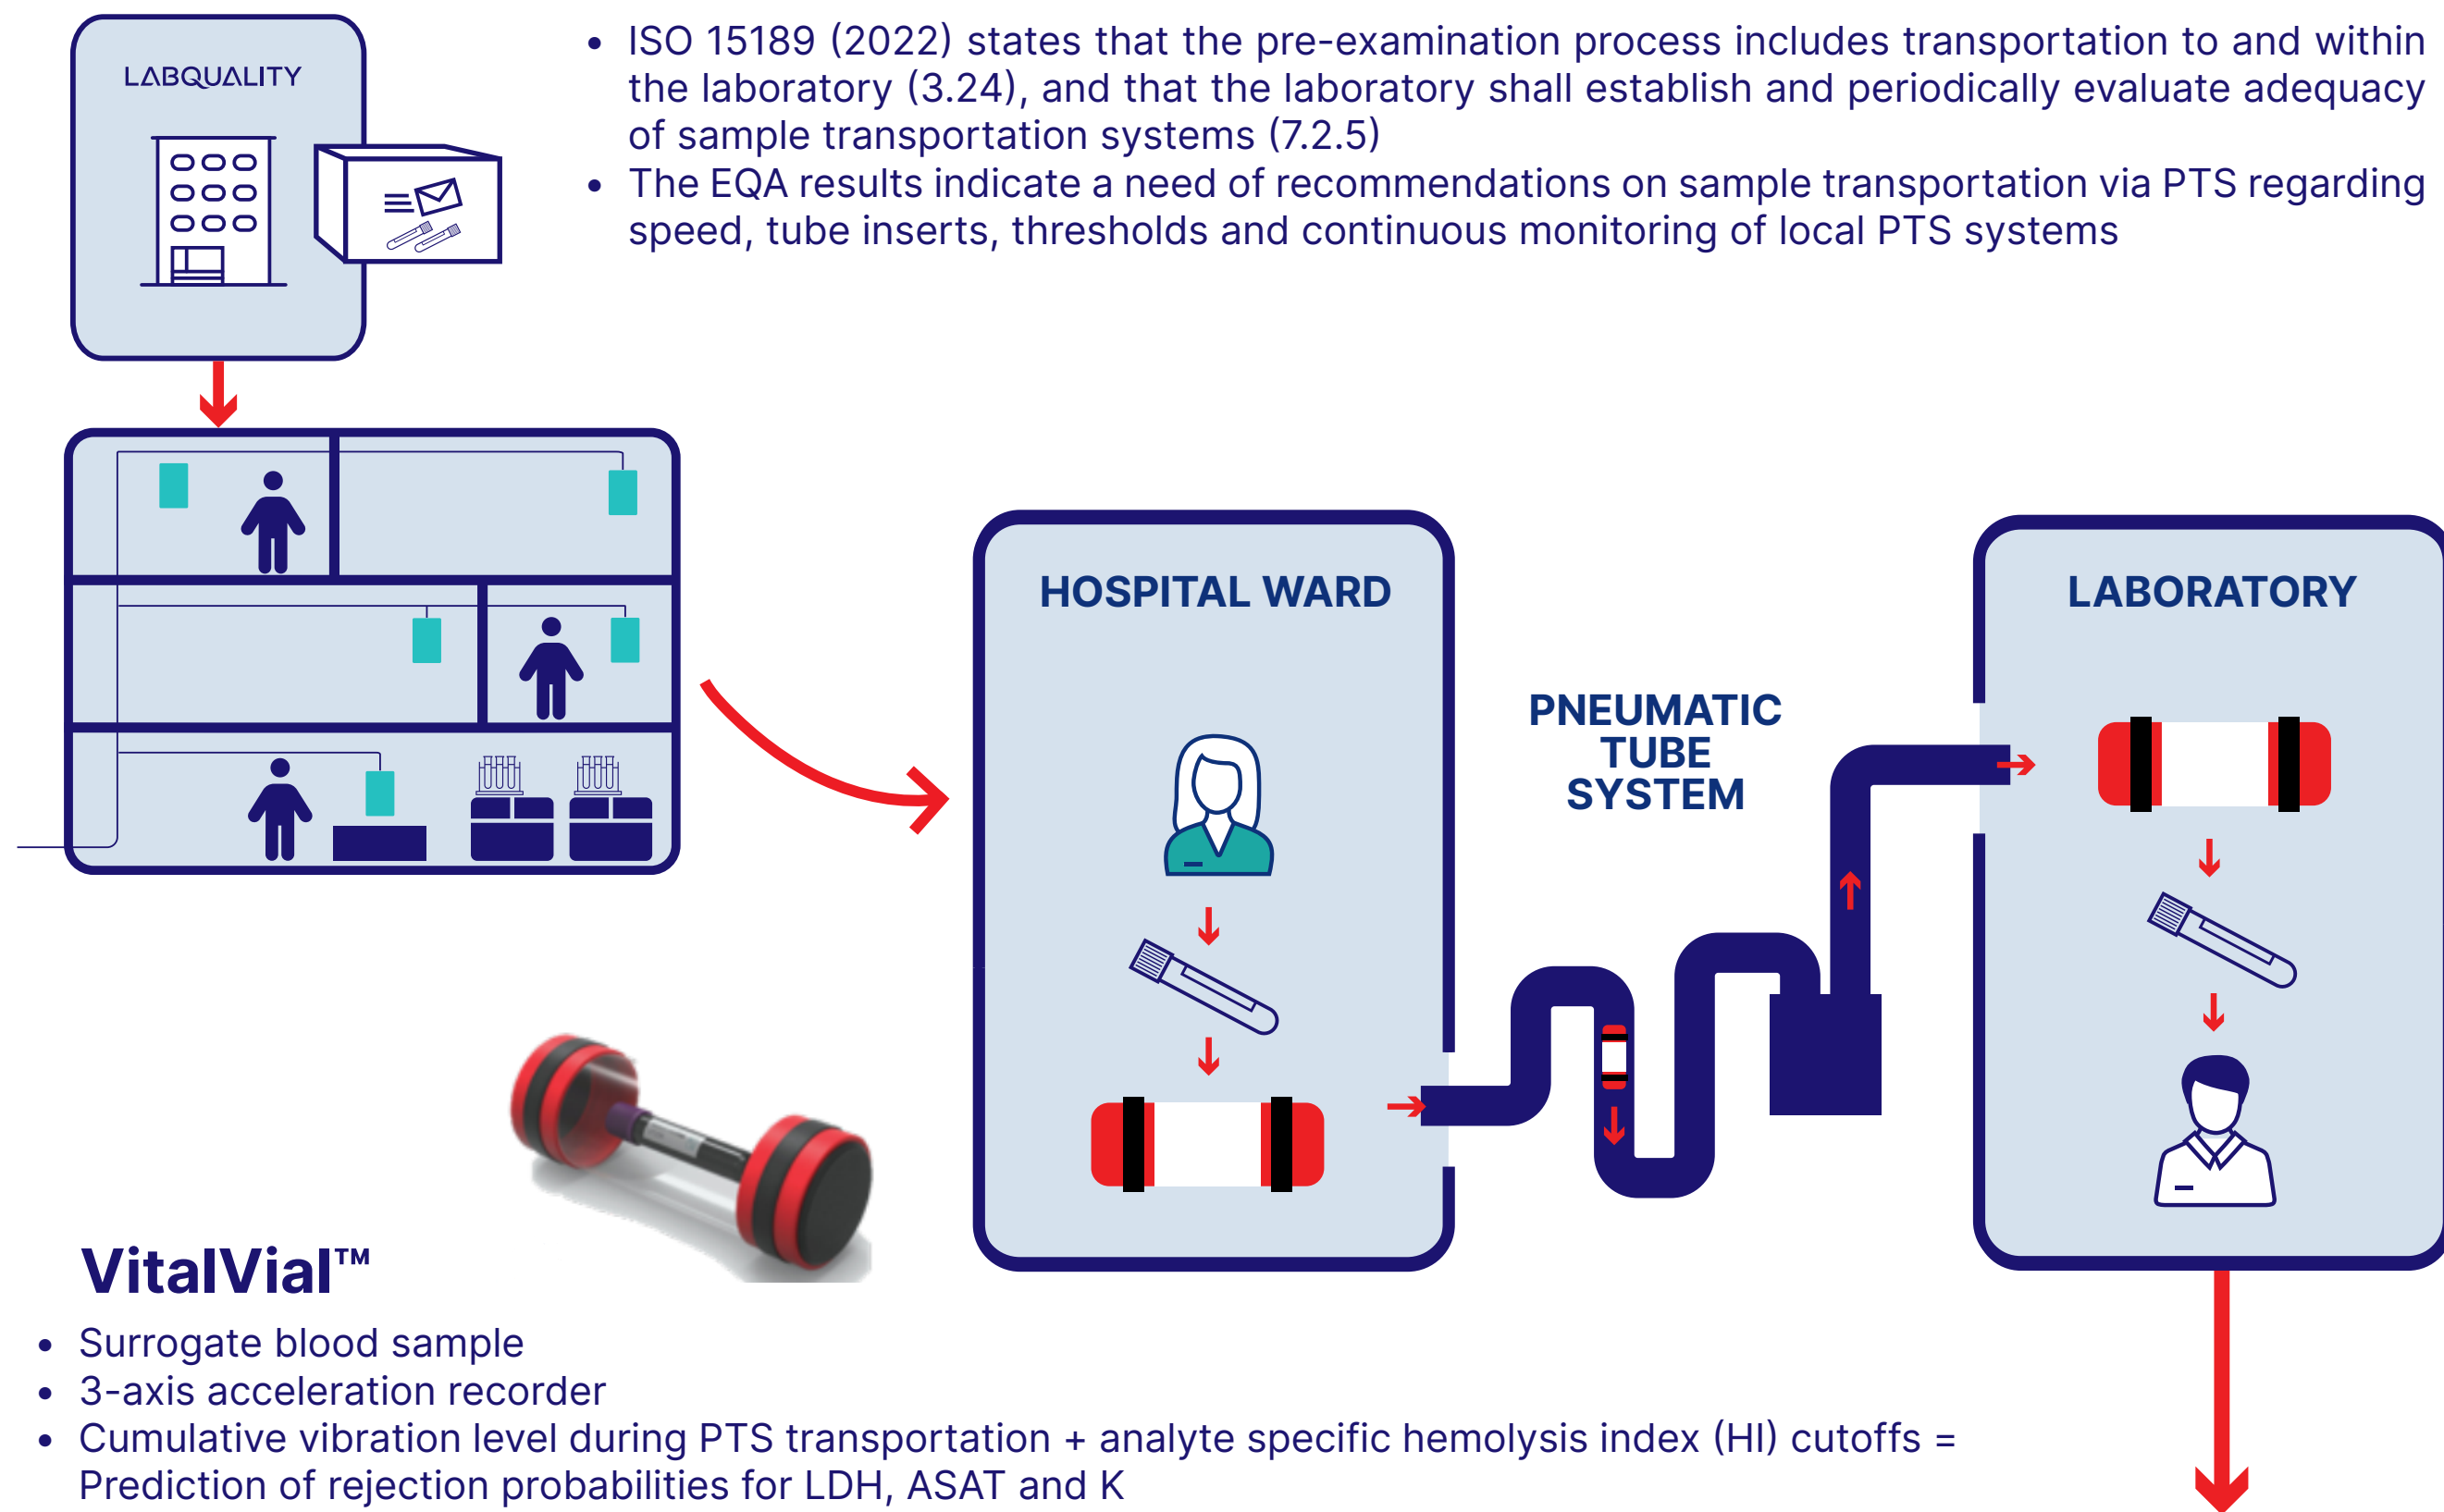 LABQUALITY
• ISO 15189 (2022) states that the pre-examination process includes transportation to and within
the laboratory (3.24), and that the laboratory shall establish and periodically evaluate adequacy
of sample transportation systems (7.2.5)
• The EQA results indicate a need of recommendations on sample transportation via PTS regarding
speed, tube inserts, thresholds and continuous monitoring of local PTS systems
HOSPITAL WARD
PNEUMATIC
TUBE
SYSTEM
LABORATORY
VitalVial™
• Surrogate blood sample
• 3-axis acceleration recorder
• Cumulative vibration level during PTS transportation + analyte specific hemolysis index (HI) cutoffs =
Prediction of rejection probabilities for LDH, ASAT and K